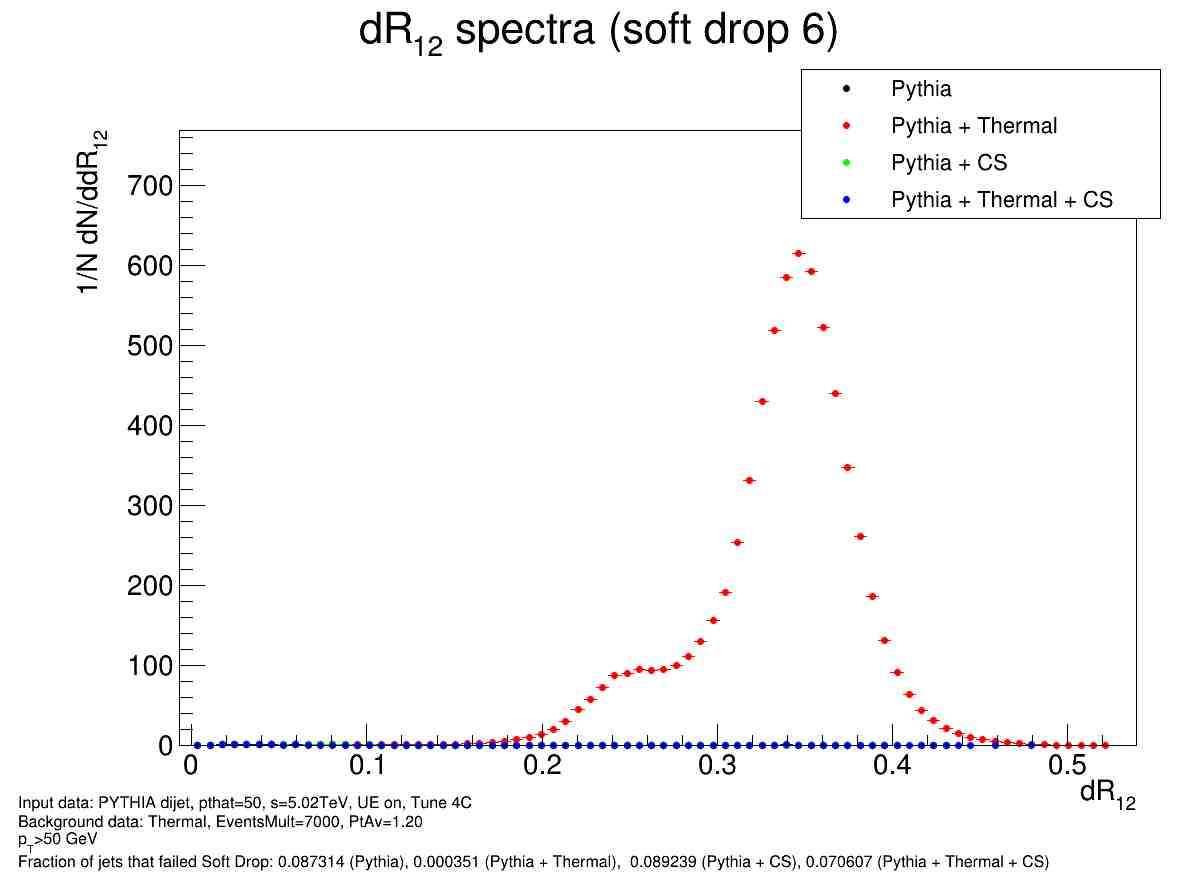 dR12 spectra (soft drop 6)
Pythia
Pythia + Thermal
Pythia + CS
Pythia + Thermal + CS
1/N dN/ddR12
700
600
500
400
300
200
100
0
0 0.1 0.2 0.3 0.4 0.5
dR12
Input data: PYTHIA dijet, pthat=50, s=5.02TeV, UE on, Tune 4C
Background data: Thermal, EventsMult=7000, PtAv=1.20
pT>50 GeV
Fraction of jets that failed Soft Drop: 0.087314 (Pythia), 0.000351 (Pythia + Thermal), 0.089239 (Pythia + CS), 0.070607 (Pythia + Thermal + CS)